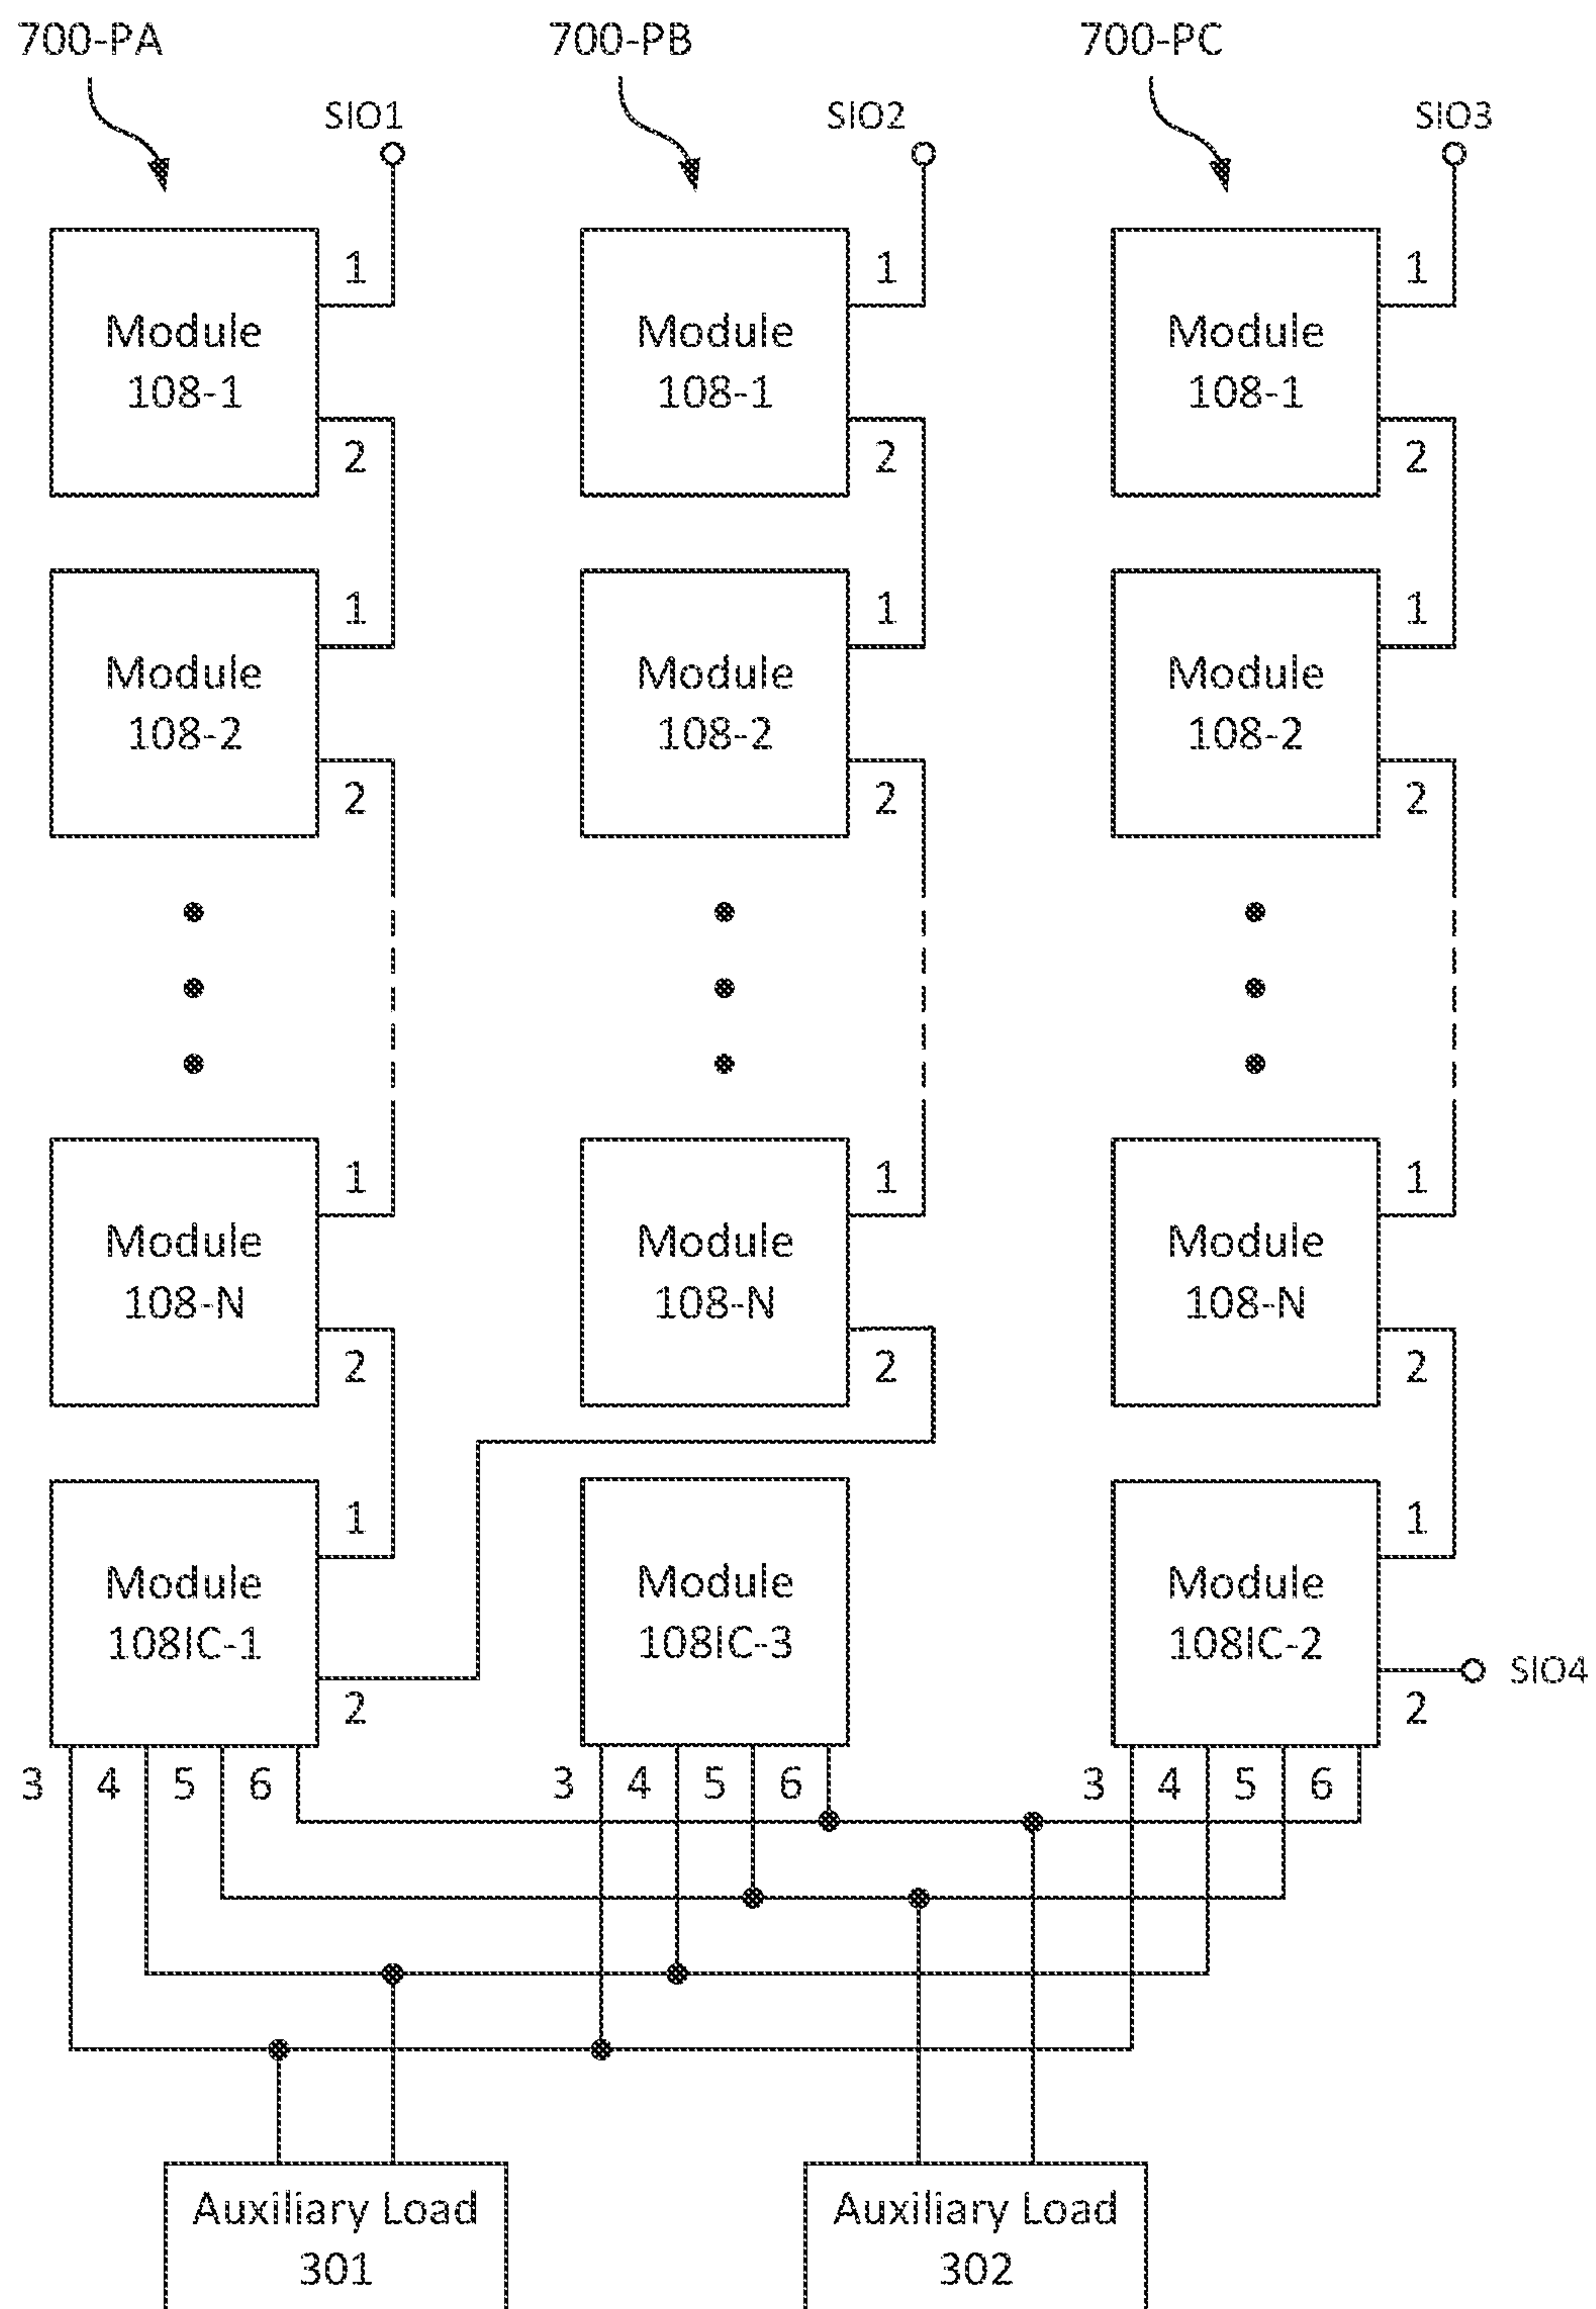 700-PA 700-PB 700-PC
SIO1 SIO2 SIO3
1 1 1
Module Module Module
108-1 108-1 108-1
2 2 2
1 1 1
Module Module Module
108-2 108-2 108-2
2 2 2
1 1 1
Module Module Module
108-N 108-N 108-N
2 2 2
1 1
Module Module Module
108IC-1 108IC-3 108IC-2
SIO4
2 2
3 4 5 6 3 4 5 6 3 4 5 6
Auxiliary Load Auxiliary Load
301 302